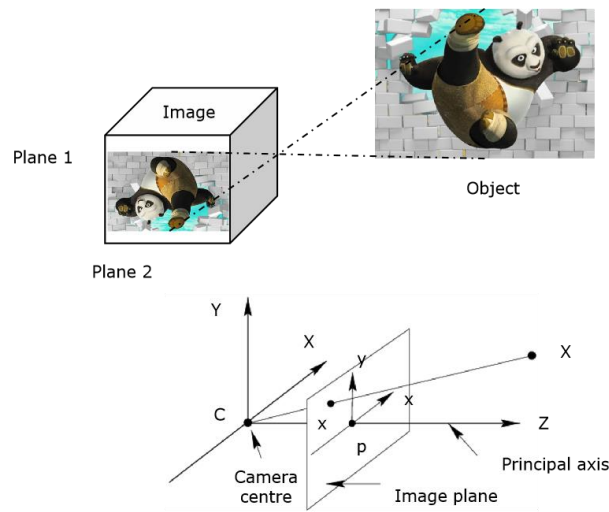 Image
Plane 1
Object
Plane 2
Y
X
y
X
C
x
x
Z
p
Camera
centre
Principal axis
Image plane